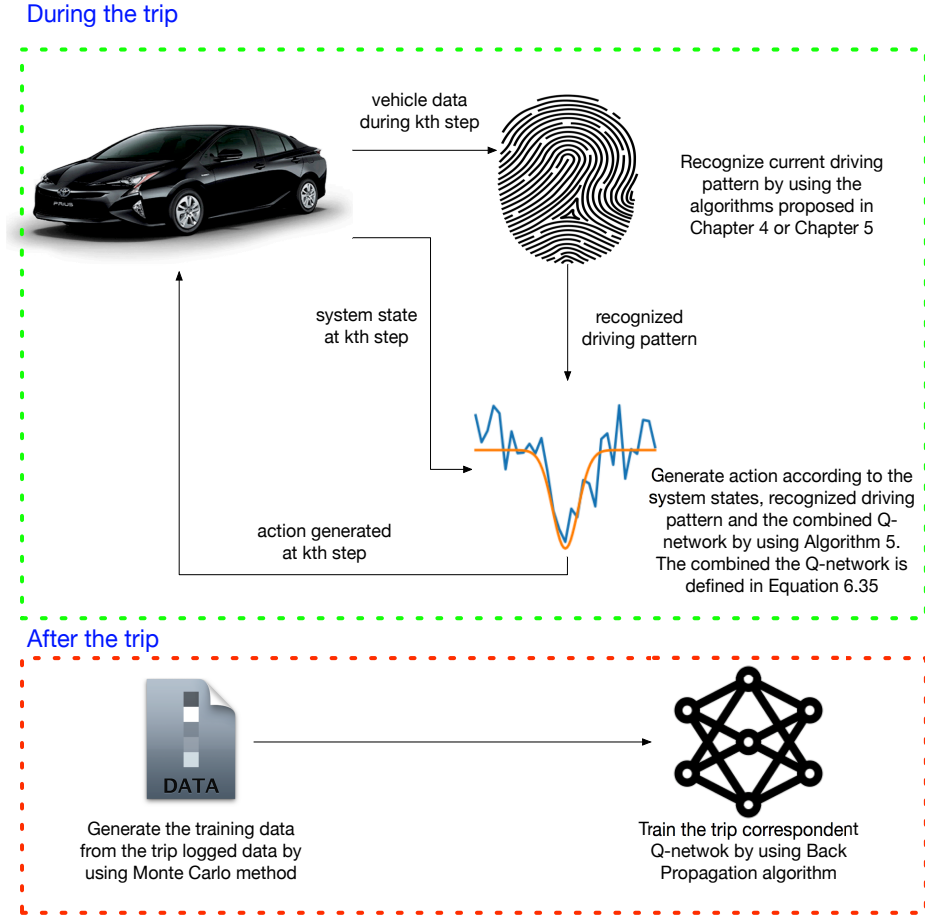 During the trip
vehicle data
during kth step
Recognize current driving
pattern by using the
algorithms proposed in
Chapter 4 or Chapter 5
PRIUS
system state
at kth step
recognized
driving pattern
Generate action according to the
system states, recognized driving
pattern and the combined Q-
network by using Algorithm 5.
The combined the Q-network is
defined in Equation 6.35
action generated
at kth step
After the trip
DATA
Generate the training data
from the trip logged data by
using Monte Carlo method
Train the trip correspondent
Q-netwok by using Back
Propagation algorithm